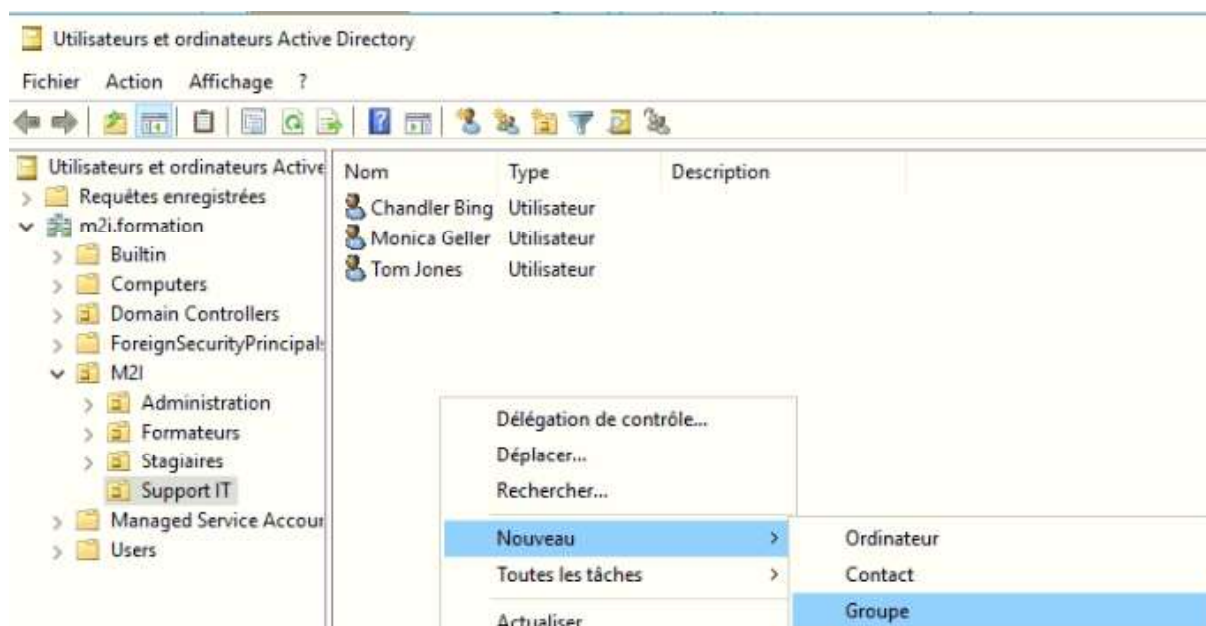 Utilisateurs et ordinateurs Active Directory
Fichier Action Affichage ?
Utilisateurs et ordinateurs Active
Requêtes enregistrées
m2i.formation
Builtin
Computers
Domain Controllers
ForeignSecurityPrincipals
M2I
Administration
Formateurs
Stagiaires
Support IT
Managed Service Accour
Users
Nom Type Description
Chandler Bing Utilisateur
Monica Geller Utilisateur
Tom Jones Utilisateur
Délégation de contrôle...
Déplacer...
Rechercher...
Nouveau >
Toutes les tâches >
Actualiser
Ordinateur
Contact
Groupe